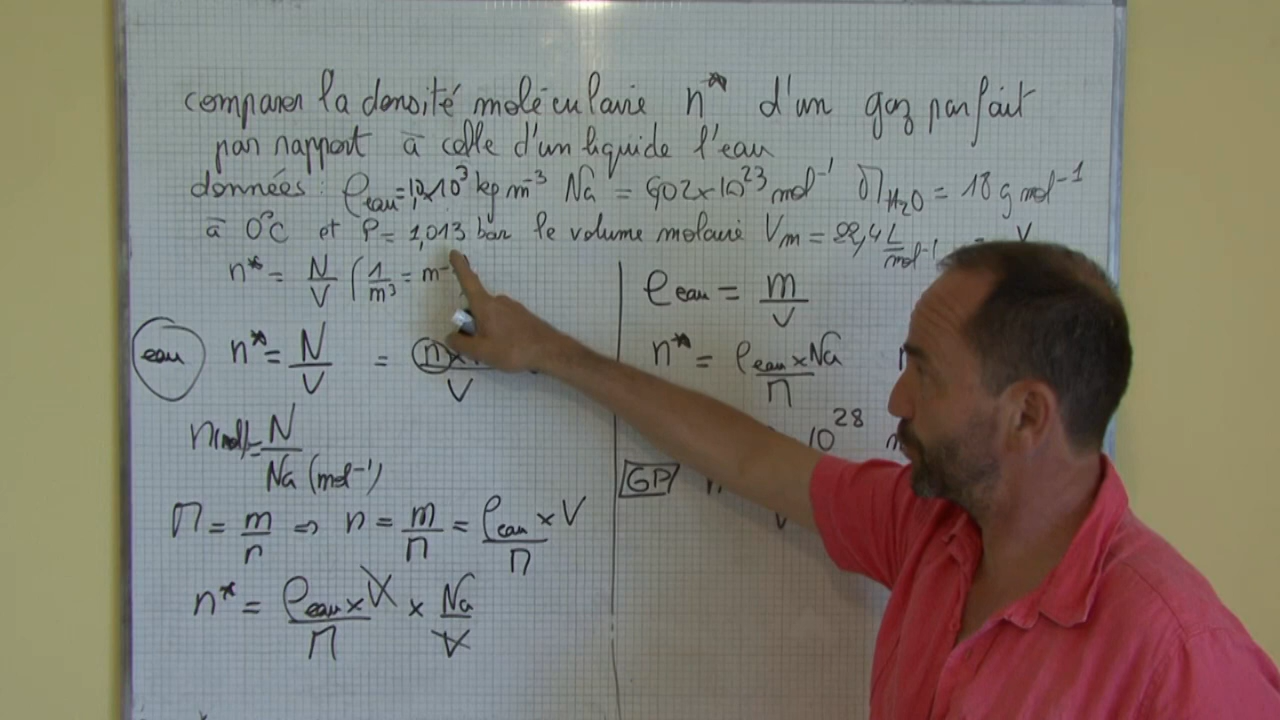 comparer la densité moléculaire n* d'un gaz parfait
par rapport à celle d'un liquide l'eau
données : ρeau = 1,0×10³ kg m⁻³ Na = 6,02×10²³ mol⁻¹ M H₂O = 18 g mol⁻¹
à 0°C et P = 1,013 bar le volume molaire Vm = 22,4 L/mol⁻¹ = V
n* = N/V (1/m³ = m⁻
eau n* = N/V = n× /V
n(mol) = N/Na (mol⁻¹)
M = m/n ⇒ n = m/M = ρeau × V/M
n* = ρeau × V/M × Na/V
ρeau = m/V
n* = ρeau × Na/M
10²⁸
GP
V